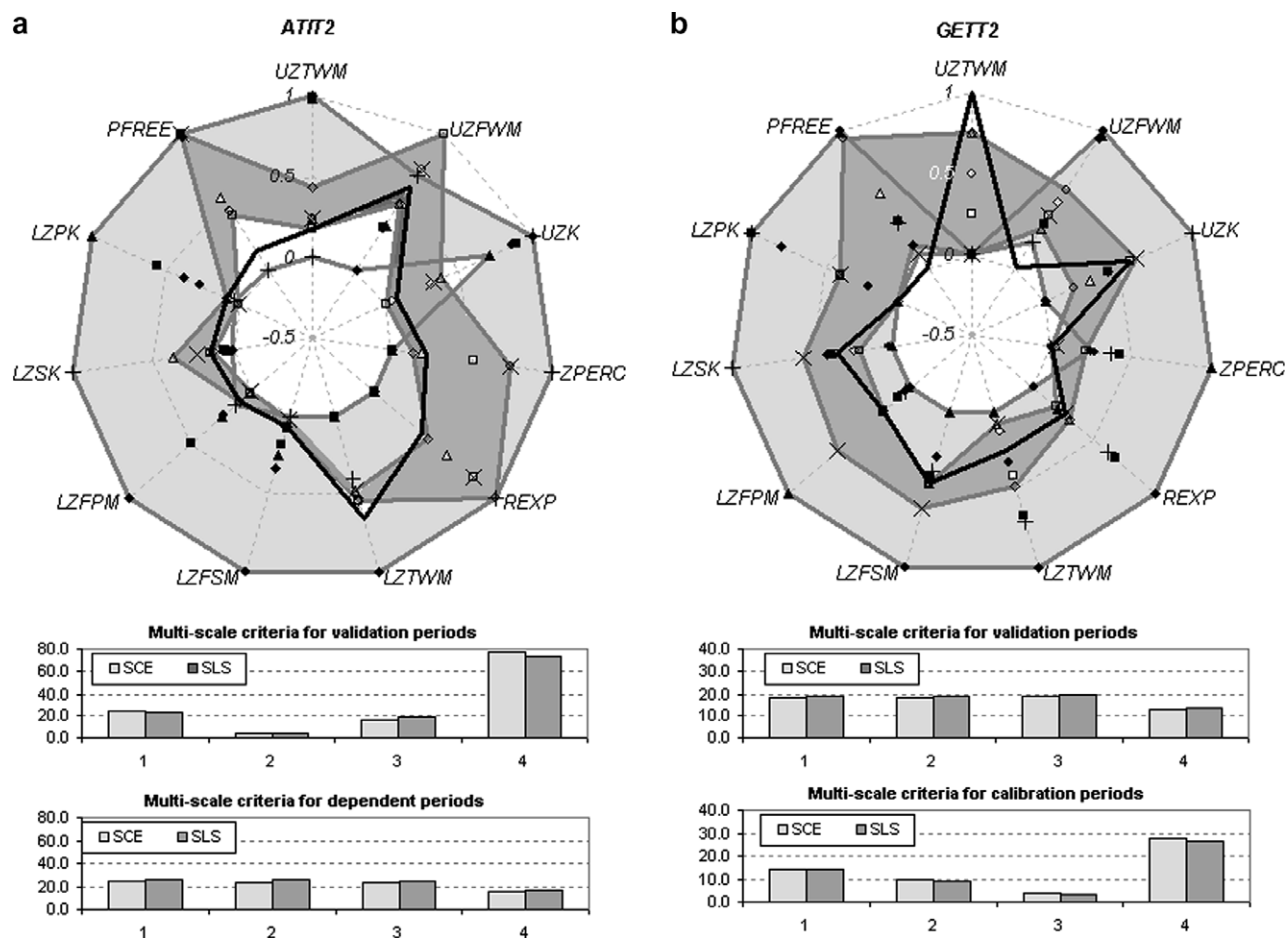 a
ATIT2
UZTWM
1
PFREE
UZFWM
0.5
LZPK
UZK
0
-0.5
LZSK
ZPERC
LZFPM
REXP
LZFSM
LZTWM
Multi-scale criteria for validation periods
80.0
60.0
40.0
20.0
0.0
SCE
SLS
1
2
3
4
Multi-scale criteria for dependent periods
80.0
60.0
40.0
20.0
0.0
SCE
SLS
1
2
3
4
b
GETT2
UZTWM
1
PFREE
UZFWM
0.5
LZPK
UZK
0
-0.5
LZSK
ZPERC
LZFPM
REXP
LZFSM
LZTWM
Multi-scale criteria for validation periods
40.0
30.0
20.0
10.0
0.0
SCE
SLS
1
2
3
4
Multi-scale criteria for calibration periods
40.0
30.0
20.0
10.0
0.0
SCE
SLS
1
2
3
4